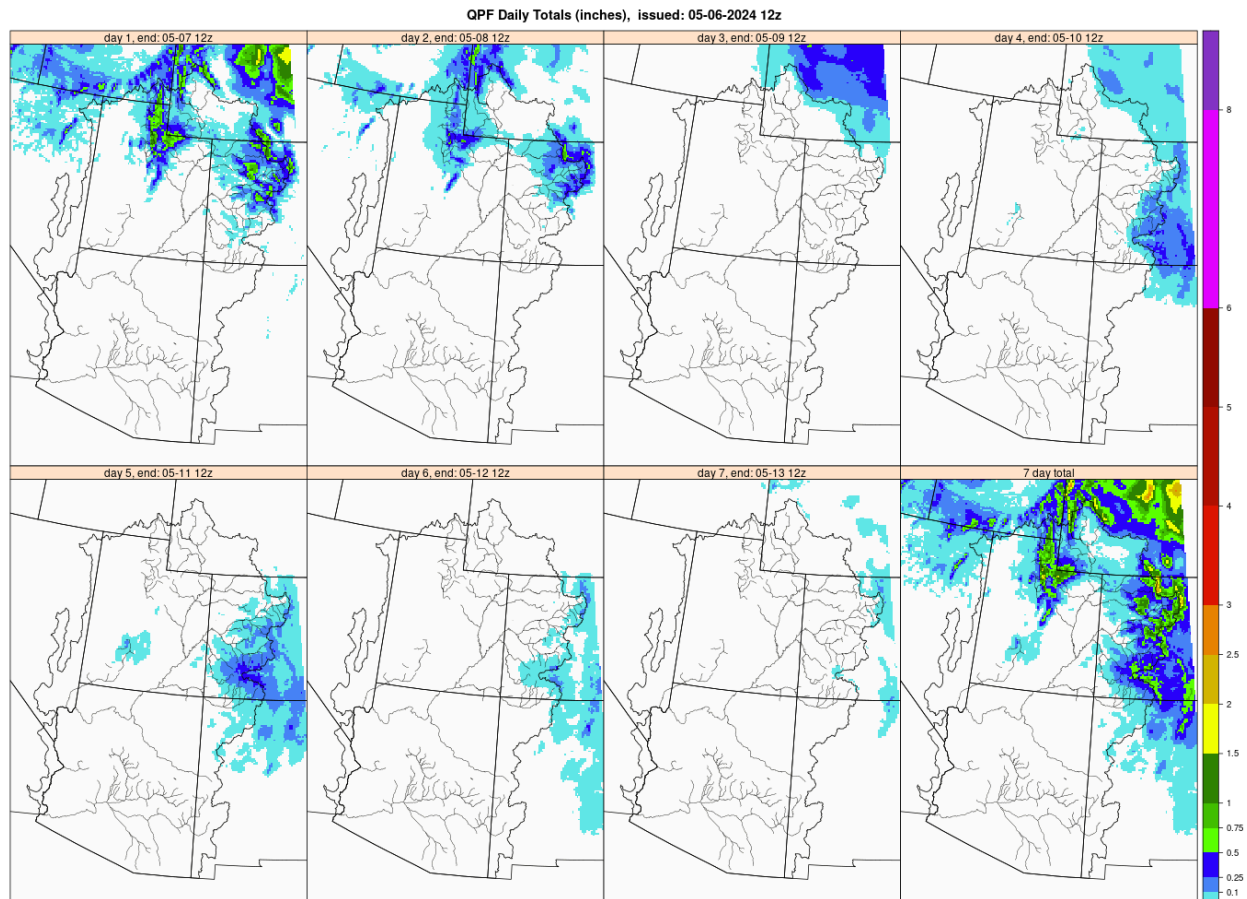 QPF Daily Totals (inches),  issued: 05-06-2024 12z
day 1, end: 05-07 12z
day 2, end: 05-08 12z
day 3, end: 05-09 12z
day 4, end: 05-10 12z
day 5, end: 05-11 12z
day 6, end: 05-12 12z
day 7, end: 05-13 12z
7 day total
8
6
5
4
3
2.5
2
1.5
1
0.75
0.5
0.25
0.1